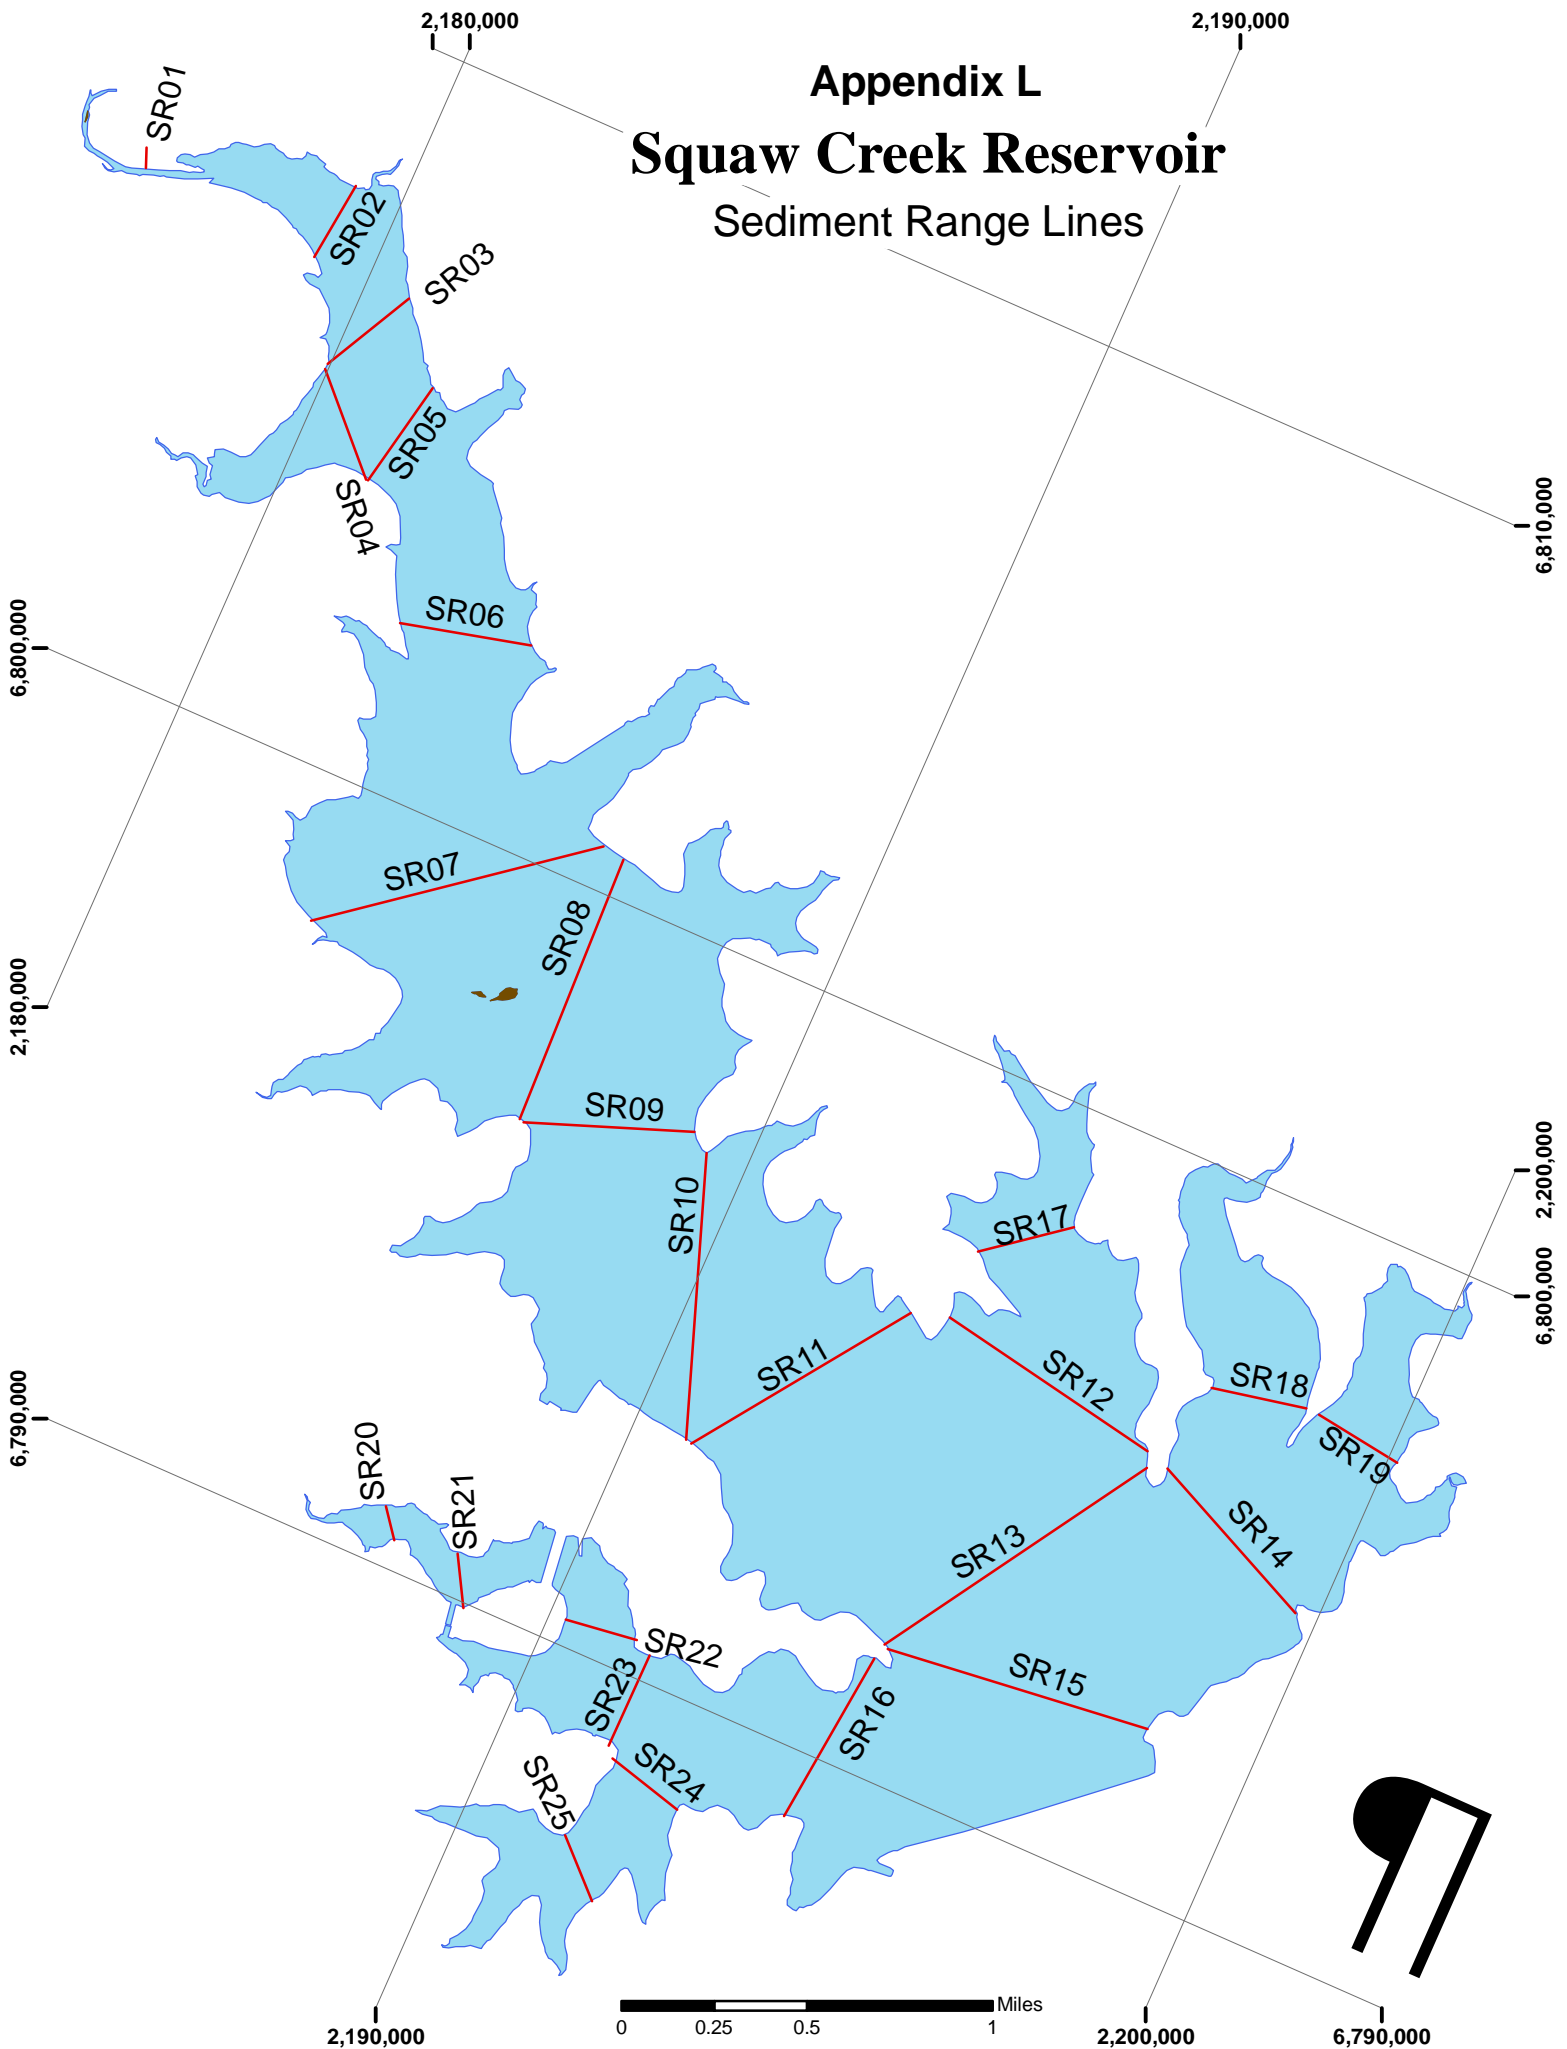 2,180,000
2,190,000
Appendix L
Squaw Creek Reservoir
Sediment Range Lines
SR01
SR02
SR03
SR05
SR04
6,810,000
SR06
6,800,000
SR07
SR08
2,180,000
SR09
SR10
2,200,000
SR17
6,800,000
SR11
SR12
SR18
SR19
6,790,000
SR20
SR21
SR13
SR14
SR22
SR23
SR15
SR16
SR24
SR25
¶
Miles
0 0.25 0.5 1
2,190,000
2,200,000
6,790,000